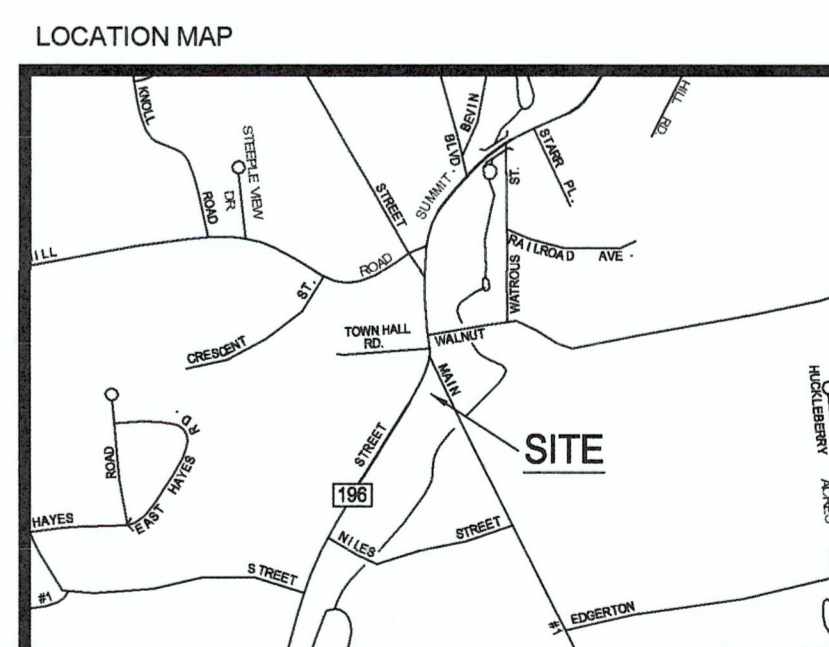 LOCATION MAP
KNOLL
ROAD
STEEPLE VIEW
DR
STREET
SUMMIT.
BLVD
BEVIN
ST.
STARR PL.
HILL
RD.
ILL
ROAD
RAILROAD AVE.
WATROUS
ST.
CRESCENT
TOWN HALL
RD.
WALNUT
MAIN
HUCKLEBERRY
ACRES
ROAD
RD.
EAST HAYES
HAYES
STREET
SITE
196
NILES
STREET
STREET
#1
#1
EDGERTON